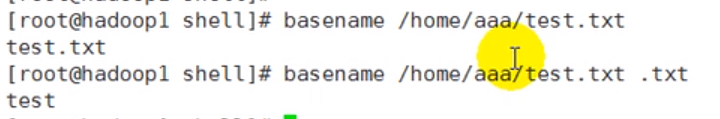 [root@hadoop1 shell]# basename /home/aaa/test.txt
test.txt
[root@hadoop1 shell]# basename /home/aaa/test.txt .txt
test